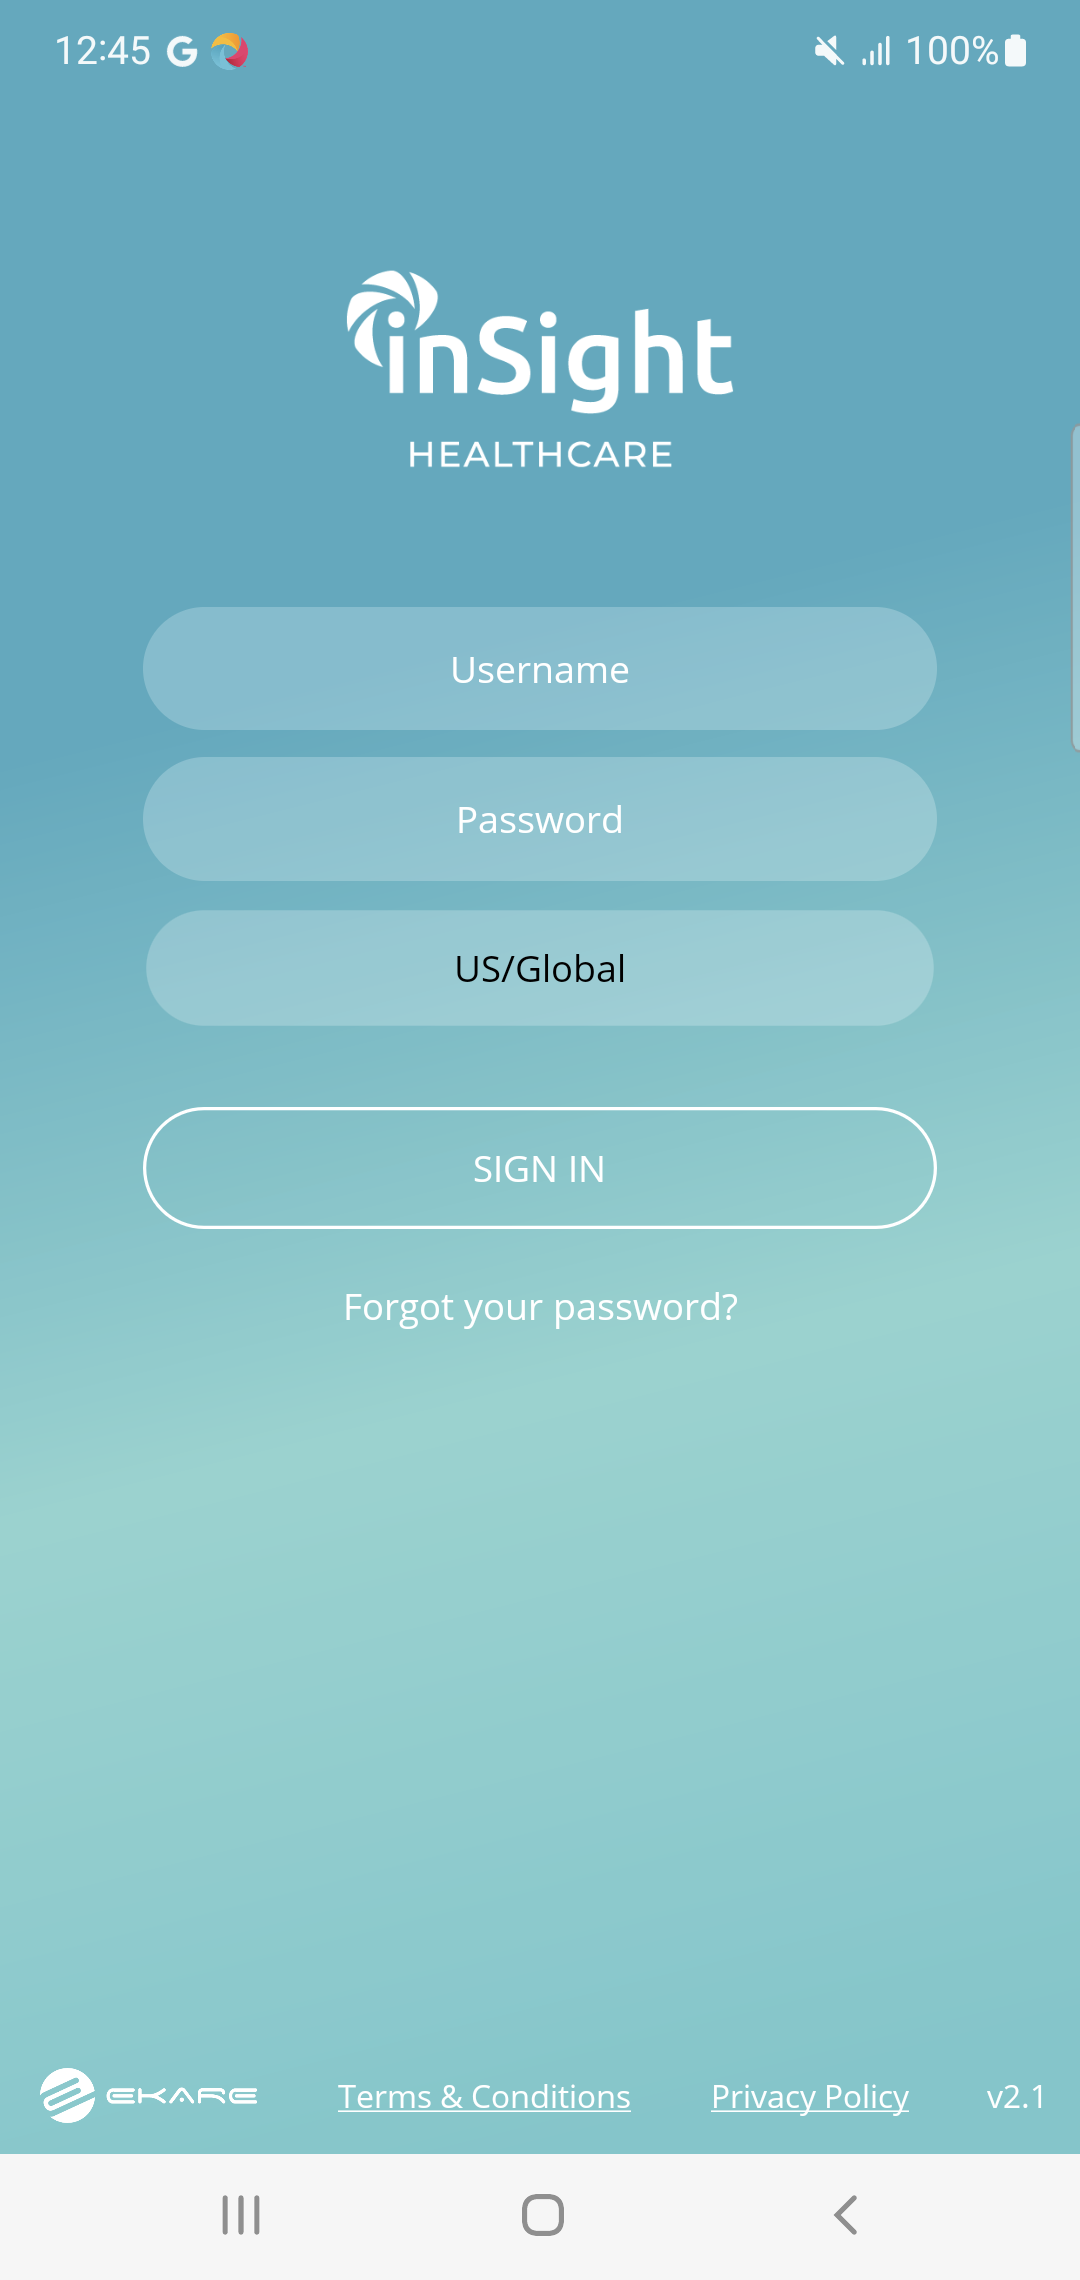 12:45 G 100%
inSight
HEALTHCARE
Username
Password
US/Global
SIGN IN
Forgot your password?
EKARE Terms & Conditions Privacy Policy v2.1